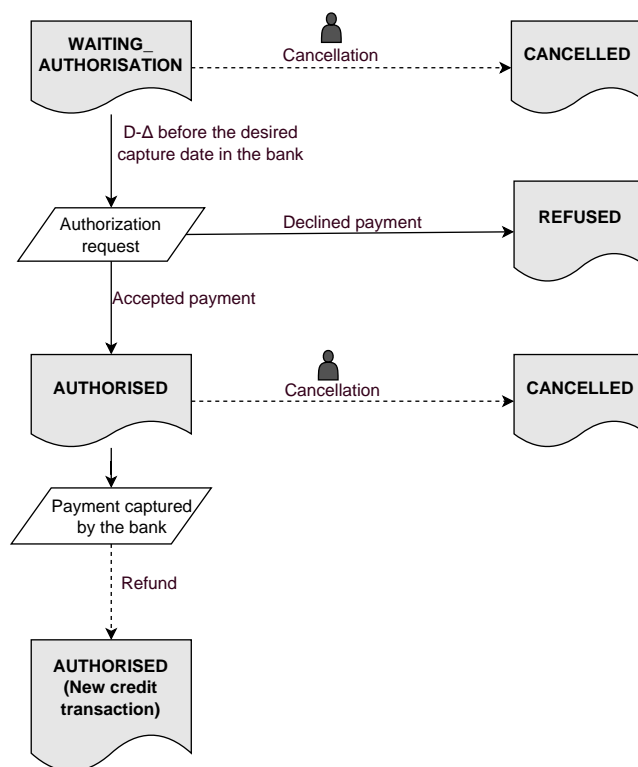 WAITING_
AUTHORISATION
Cancellation
CANCELLED
D-Δ before the desired
capture date in the bank
Authorization
request
Declined payment
REFUSED
Accepted payment
AUTHORISED
Cancellation
CANCELLED
Payment captured
by the bank
Refund
AUTHORISED
(New credit
transaction)